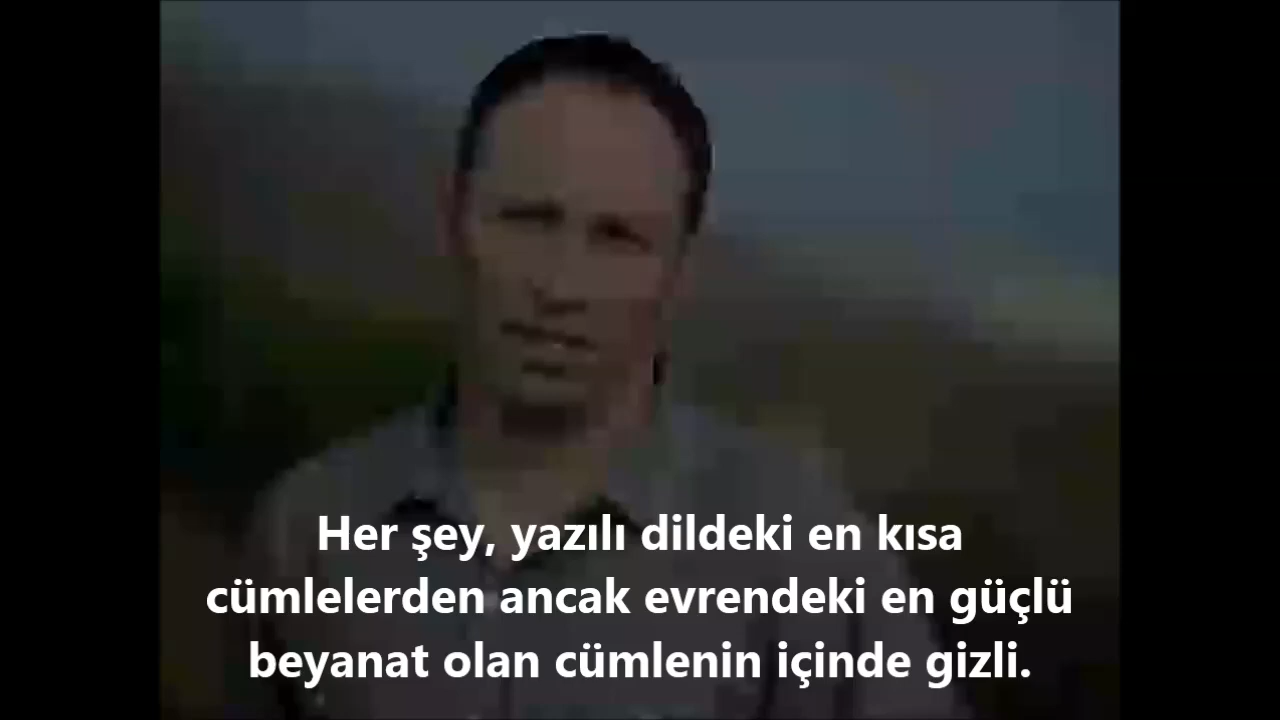 Her şey, yazılı dildeki en kısa
cümlelerden ancak evrendeki en güçlü
beyanat olan cümlenin içinde gizli.